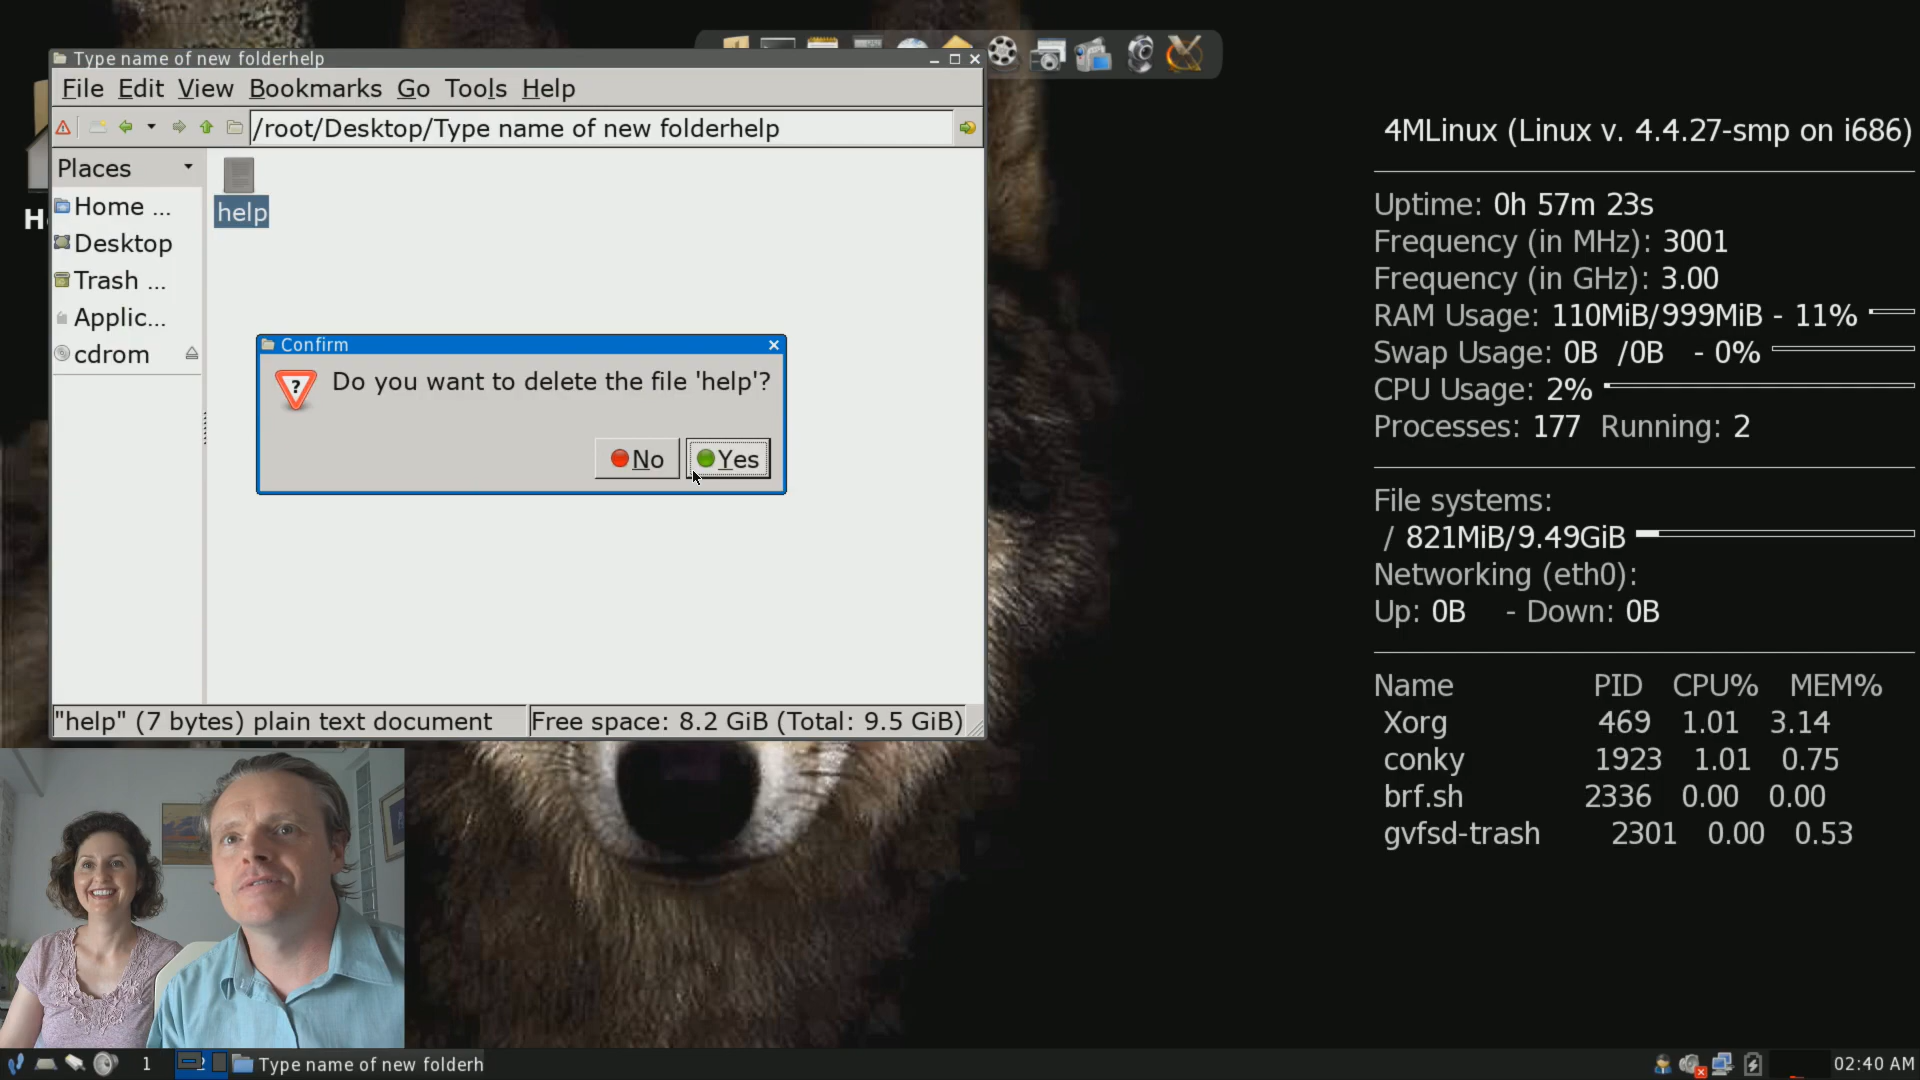 Type name of new folderhelp
File Edit View Bookmarks Go Tools Help
/root/Desktop/Type name of new folderhelp
Places
Home ...
Desktop
Trash ...
Applic...
cdrom
help
Confirm
Do you want to delete the file 'help'?
No
Yes
"help" (7 bytes) plain text document
Free space: 8.2 GiB (Total: 9.5 GiB)
4MLinux (Linux v. 4.4.27-smp on i686)
Uptime: 0h 57m 23s
Frequency (in MHz): 3001
Frequency (in GHz): 3.00
RAM Usage: 110MiB/999MiB - 11%
Swap Usage: 0B /0B - 0%
CPU Usage: 2%
Processes: 177 Running: 2
File systems:
/ 821MiB/9.49GiB
Networking (eth0):
Up: 0B - Down: 0B
Name PID CPU% MEM%
Xorg 469 1.01 3.14
conky 1923 1.01 0.75
brf.sh 2336 0.00 0.00
gvfsd-trash 2301 0.00 0.53
1
2
Type name of new folderh
02:40 AM